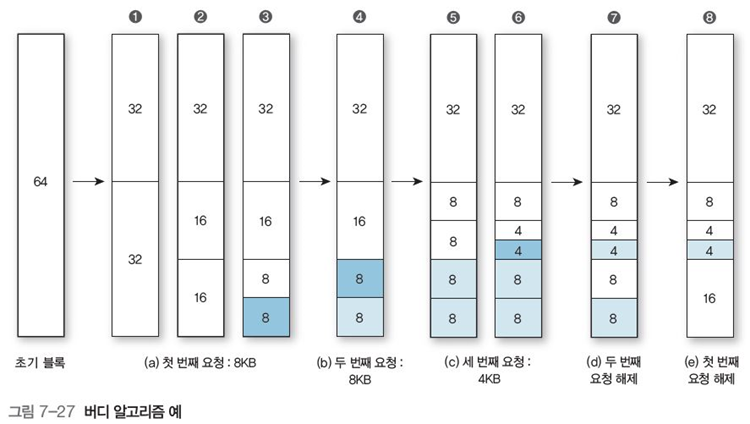 ❶ ❷ ❸ ❹ ❺ ❻ ❼ ❽
64
32 32 32 32 32 32 32 32
32
16 16 16
16
8 8 8 8
8 4 4 4
4 4 4
8 8 8 8 8
16
8 8 8 8 8
초기 블록
(a) 첫 번째 요청 : 8KB
(b) 두 번째 요청 :
8KB
(c) 세 번째 요청 :
4KB
(d) 두 번째
요청 해제
(e) 첫 번째
요청 해제
그림 7-27 버디 알고리즘 예